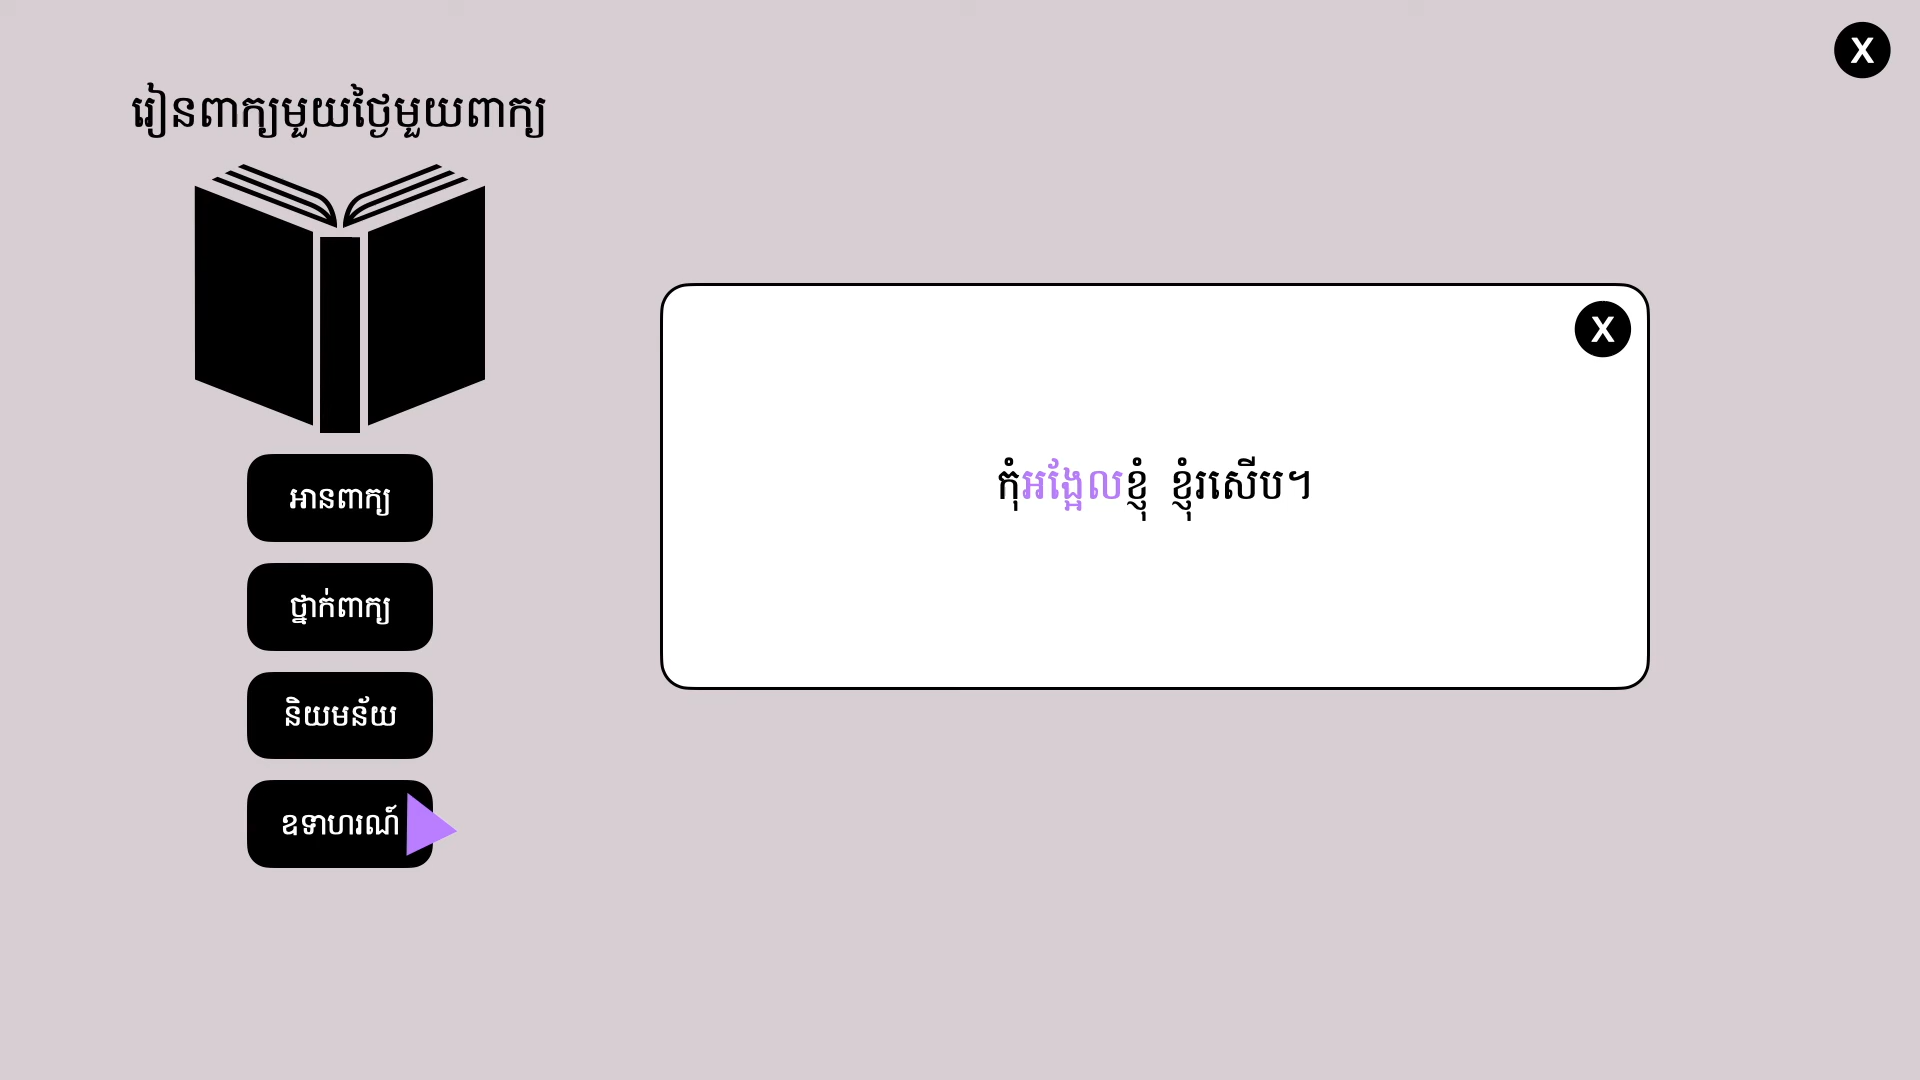 X
រៀនពាក្យមួយថ្ងៃមួយពាក្យ
X
កុំអង្អែលខ្ញុំ ខ្ញុំរសើប។
អានពាក្យ
ថ្នាក់ពាក្យ
និយមន័យ
ឧទាហរណ៍